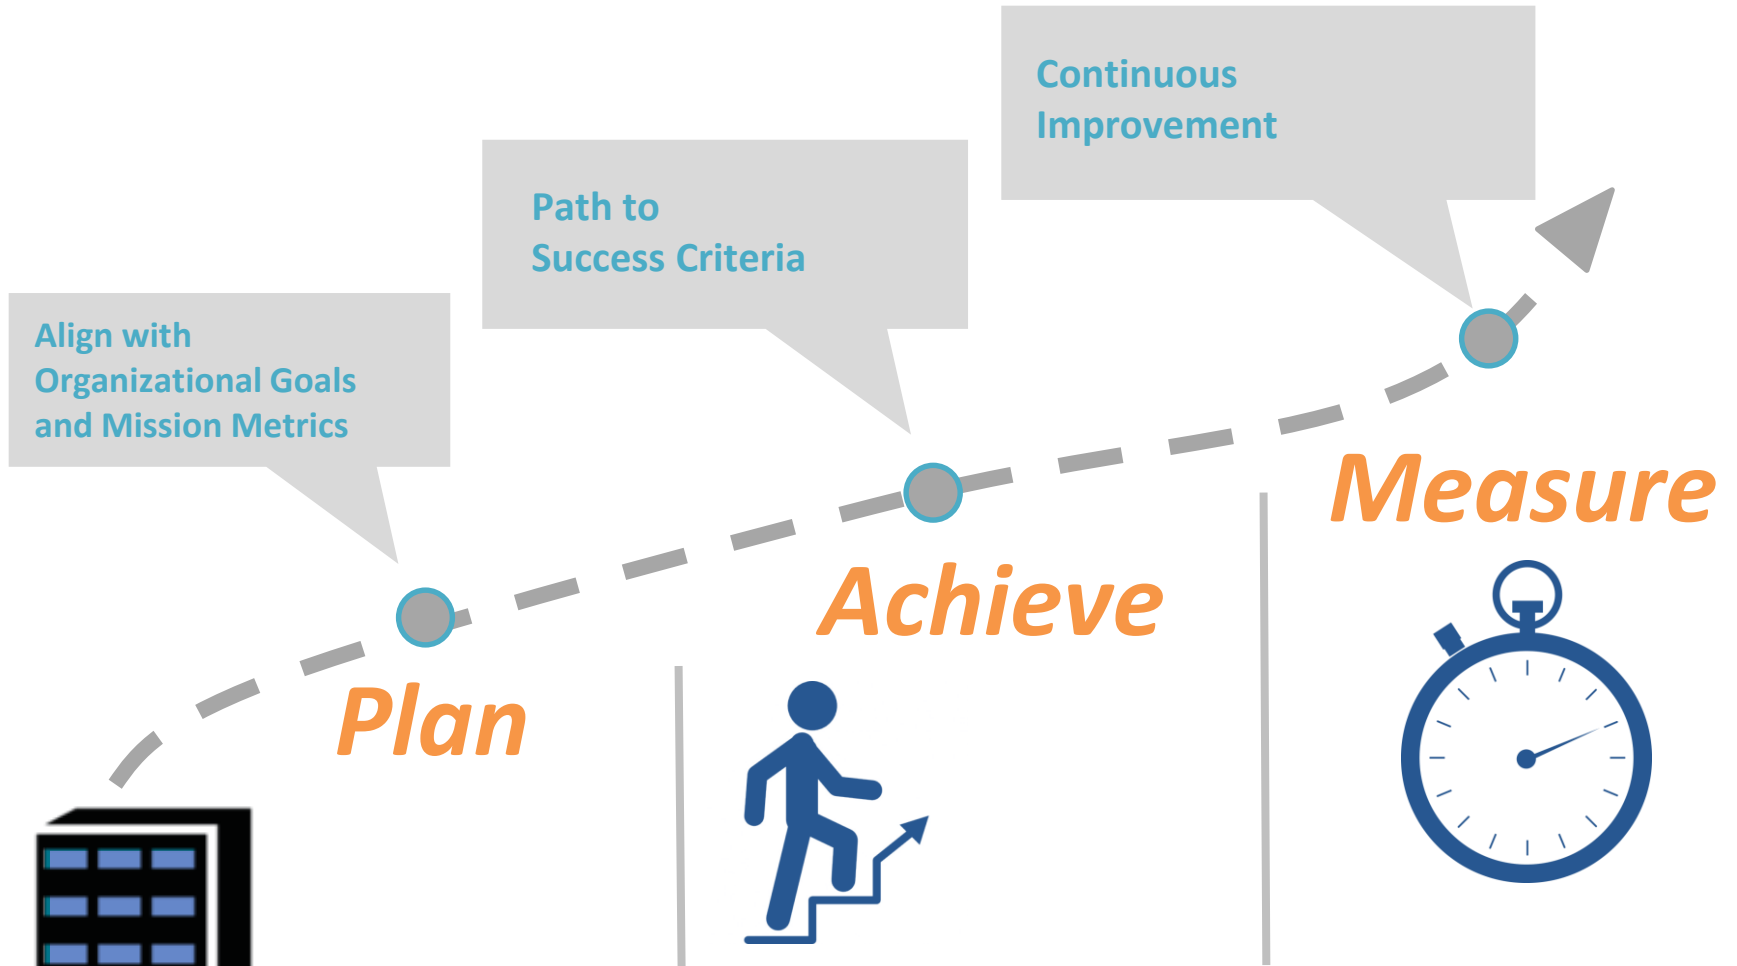 Continuous
Improvement
Path to
Success Criteria
Align with
Organizational Goals
and Mission Metrics
Measure
Achieve
Plan